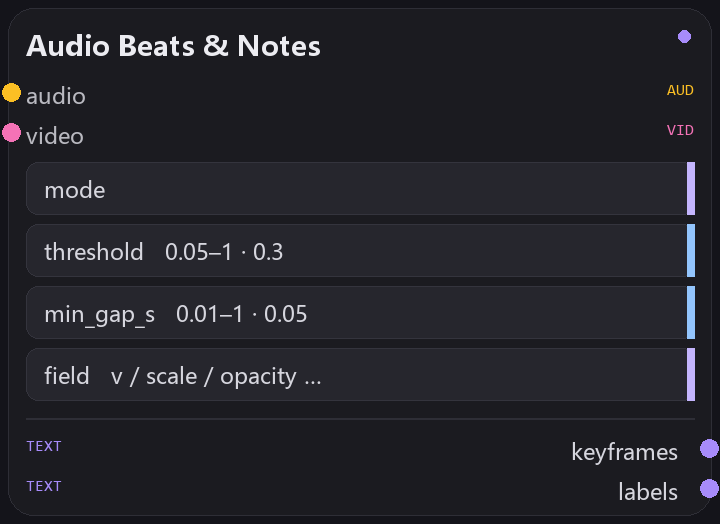 Audio Beats & Notes
audio AUD
video VID
mode
threshold 0.05–1 · 0.3
min_gap_s 0.01–1 · 0.05
field v / scale / opacity ...
TEXT keyframes
TEXT labels